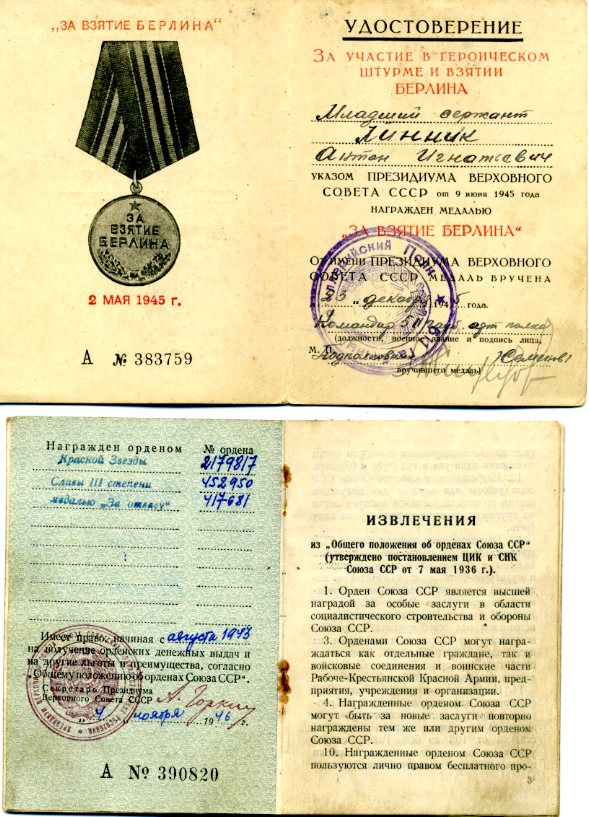 „ЗА ВЗЯТИЕ БЕРЛИНА“
ЗА
ВЗЯТИЕ
БЕРЛИНА
2 МАЯ 1945 г.
А № 383759
УДОСТОВЕРЕНИЕ
ЗА УЧАСТИЕ В ГЕРОИЧЕСКОМ
ШТУРМЕ И ВЗЯТИИ
БЕРЛИНА
Младший сержант
Линник
Антон Игнатьевич
УКАЗОМ ПРЕЗИДИУМА ВЕРХОВНОГО
СОВЕТА СССР от 9 июня 1945 года
НАГРАЖДЕН МЕДАЛЬЮ
„ЗА ВЗЯТИЕ БЕРЛИНА“
ОТ ИМЕНИ ПРЕЗИДИУМА ВЕРХОВНОГО
СОВЕТА СССР МЕДАЛЬ ВРУЧЕНА
декабря 1945 года.
Командир полка
(должности, воинское звание и подпись лица,
М. П.
вручившего медаль)
Награжден орденом № ордена
Красной Звезды 2179817
Славы III степени 452950
медалью „За отвагу“ 417681
Имеет право, начиная с августа 1943
на получение орденских денежных выдач и
на другие льготы и преимущества, согласно
„Общему положению об орденах Союза ССР“.
Секретарь Президиума
Верховного Совета СССР А. Горкин
„4“ ноября 1946 г.
А № 390820
ИЗВЛЕЧЕНИЯ
из „Общего положения об орденах Союза ССР“
(утверждено постановлением ЦИК и СНК
Союза ССР от 7 мая 1936 г.).
1. Орден Союза ССР является высшей
наградой за особые заслуги в области
социалистического строительства и обороны
Союза ССР.
3. Орденами Союза ССР могут награ-
ждаться как отдельные граждане, так и
войсковые соединения и воинские части
Рабоче-Крестьянской Красной Армии, пред-
приятия, учреждения и организации.
4. Награжденные орденом Союза ССР
могут быть за новые заслуги повторно
награждены тем же или другим орденом
Союза ССР.
10. Награжденные орденом Союза ССР
пользуются лично правом бесплатного про-
3